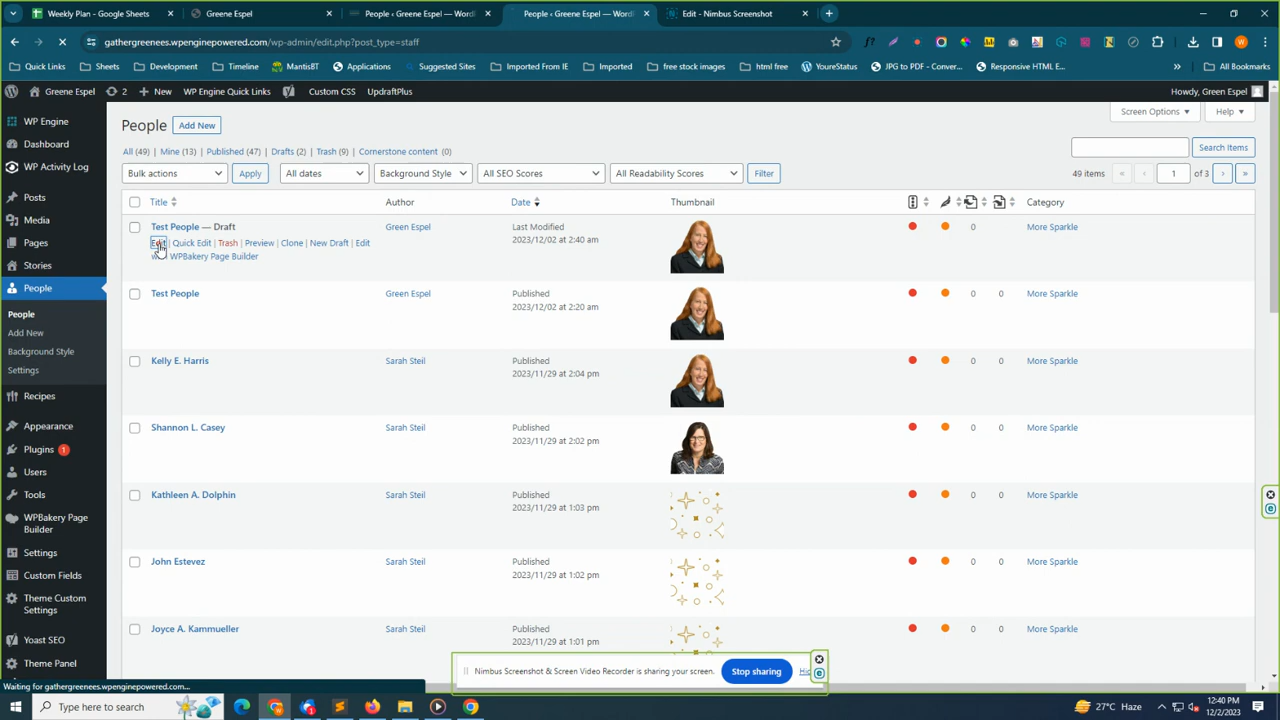 Weekly Plan - Google Sheets
Greene Espel
People ‹ Greene Espel — WordP
People ‹ Greene Espel — WordP
Edit - Nimbus Screenshot
gathergreenees.wpenginepowered.com/wp-admin/edit.php?post_type=staff
Quick Links Sheets Development Timeline MantisBT Applications Suggested Sites Imported From IE Imported free stock images html free YoureStatus JPG to PDF - Conver... Responsive HTML E... » All Bookmarks
Greene Espel 2 New WP Engine Quick Links Custom CSS UpdraftPlus Howdy, Green Espel
WP Engine
Dashboard
WP Activity Log
Posts
Media
Pages
Stories
People
People
Add New
Background Style
Settings
Recipes
Appearance
Plugins 1
Users
Tools
WPBakery Page
Builder
Settings
Custom Fields
Theme Custom
Settings
Yoast SEO
Theme Panel
Screen Options Help
People Add New
All (49) | Mine (13) | Published (47) | Drafts (2) | Trash (9) | Cornerstone content (0)
Search Items
Bulk actions Apply All dates Background Style All SEO Scores All Readability Scores Filter 49 items « ‹ 1 of 3 › »
Title Author Date Thumbnail Category
Test People — Draft Green Espel Last Modified 0 More Sparkle
2023/12/02 at 2:40 am
Edit | Quick Edit | Trash | Preview | Clone | New Draft | Edit
WPBakery Page Builder
Test People Green Espel Published 0 0 More Sparkle
2023/12/02 at 2:20 am
Kelly E. Harris Sarah Steil Published 0 0 More Sparkle
2023/11/29 at 2:04 pm
Shannon L. Casey Sarah Steil Published 0 0 More Sparkle
2023/11/29 at 2:02 pm
Kathleen A. Dolphin Sarah Steil Published 0 0 More Sparkle
2023/11/29 at 1:03 pm
John Estevez Sarah Steil Published 0 0 More Sparkle
2023/11/29 at 1:02 pm
Joyce A. Kammueller Sarah Steil Published 0 0 More Sparkle
2023/11/29 at 1:01 pm
Nimbus Screenshot & Screen Video Recorder is sharing your screen. Stop sharing
Waiting for gathergreenees.wpenginepowered.com...
Type here to search
27°C Haze
12:40 PM
12/2/2023